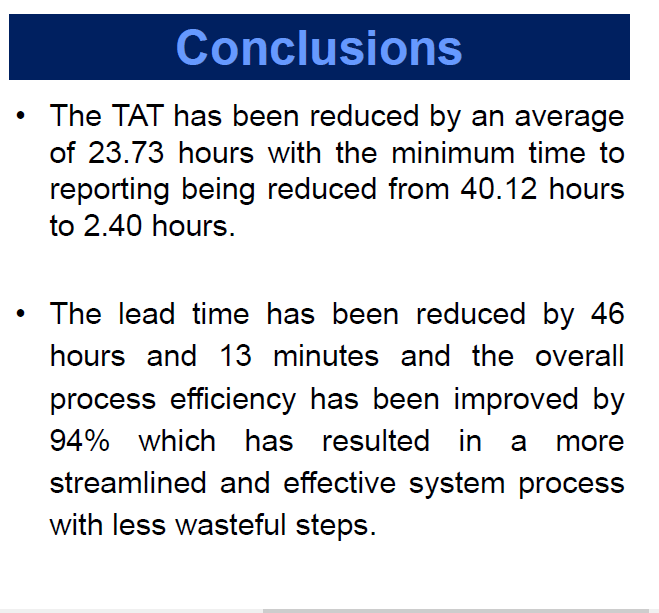 Conclusions
• The TAT has been reduced by an average
of 23.73 hours with the minimum time to
reporting being reduced from 40.12 hours
to 2.40 hours.
• The lead time has been reduced by 46
hours and 13 minutes and the overall
process efficiency has been improved by
94% which has resulted in a more
streamlined and effective system process
with less wasteful steps.